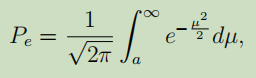 $P_e = \frac{1}{\sqrt{2\pi}} \int_a^\infty e^{-\frac{\mu^2}{2}} d\mu,$